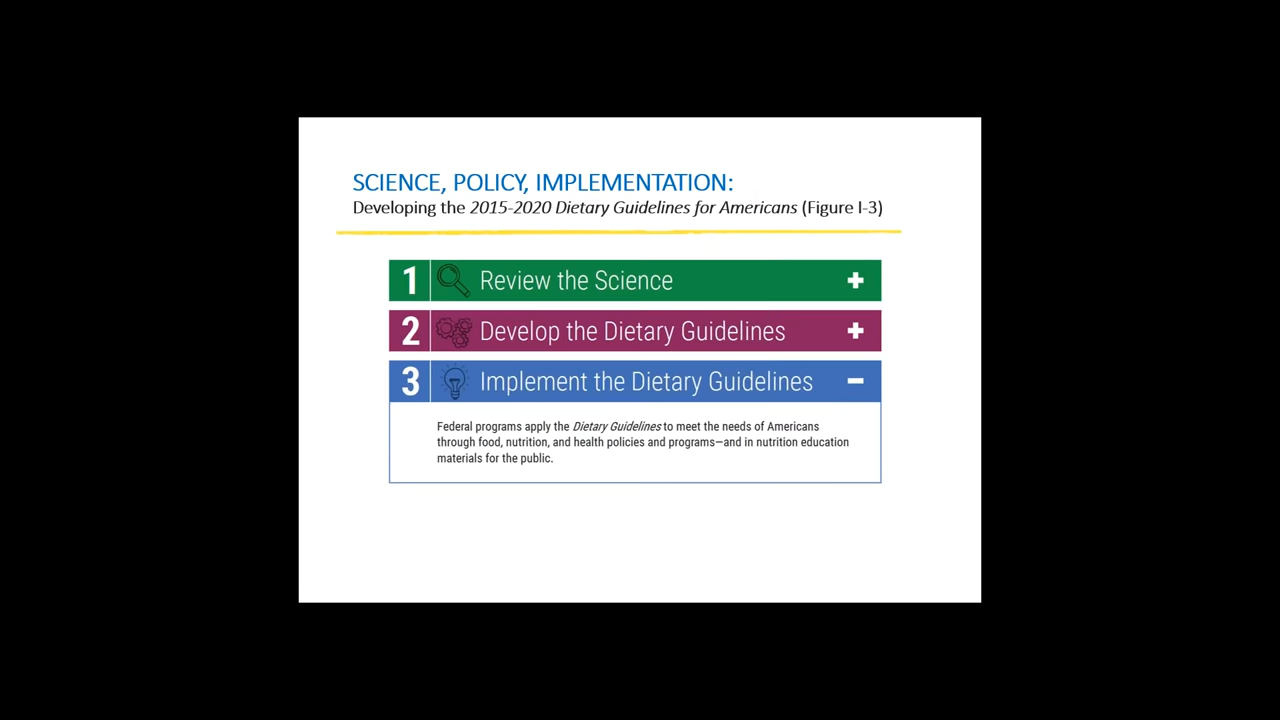 SCIENCE, POLICY, IMPLEMENTATION:
Developing the 2015-2020 Dietary Guidelines for Americans (Figure I-3)
1 Review the Science +
2 Develop the Dietary Guidelines +
3 Implement the Dietary Guidelines −
Federal programs apply the Dietary Guidelines to meet the needs of Americans
through food, nutrition, and health policies and programs—and in nutrition education
materials for the public.